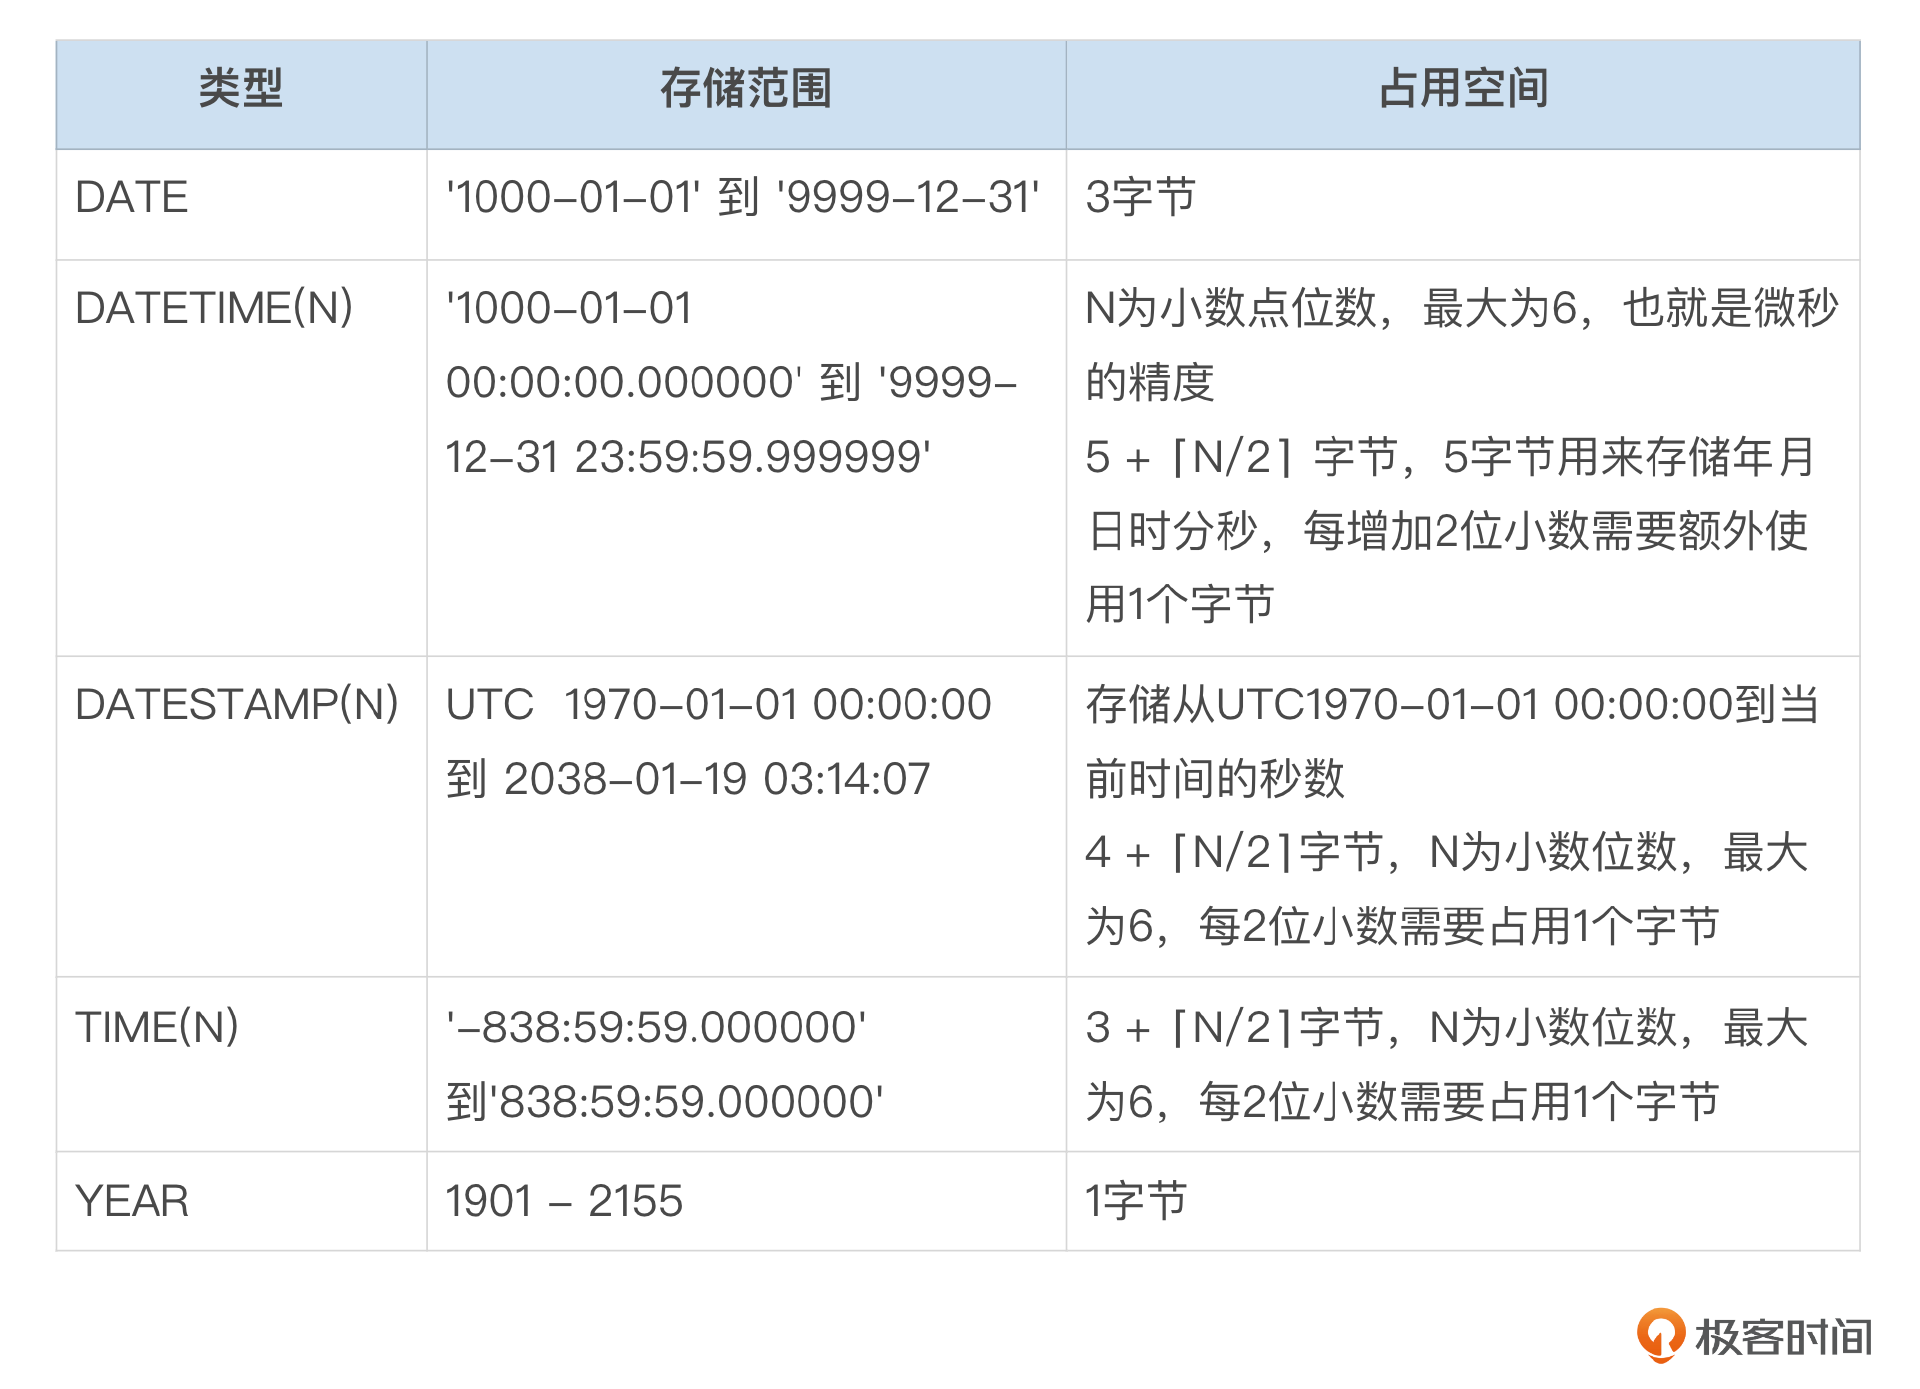 类型 存储范围 占用空间
DATE '1000-01-01' 到 '9999-12-31' 3字节
DATETIME(N)
'1000-01-01
00:00:00.000000' 到 '9999-
12-31 23:59:59.999999'
N为小数点位数，最大为6，也就是微秒
的精度
5 + ⌈N/2⌉ 字节，5字节用来存储年月
日时分秒，每增加2位小数需要额外使
用1个字节
DATESTAMP(N)
UTC 1970-01-01 00:00:00
到 2038-01-19 03:14:07
存储从UTC1970-01-01 00:00:00到当
前时间的秒数
4 + ⌈N/2⌉字节，N为小数位数，最大
为6，每2位小数需要占用1个字节
TIME(N)
'-838:59:59.000000'
到'838:59:59.000000'
3 + ⌈N/2⌉字节，N为小数位数，最大
为6，每2位小数需要占用1个字节
YEAR 1901 - 2155 1字节
极客时间